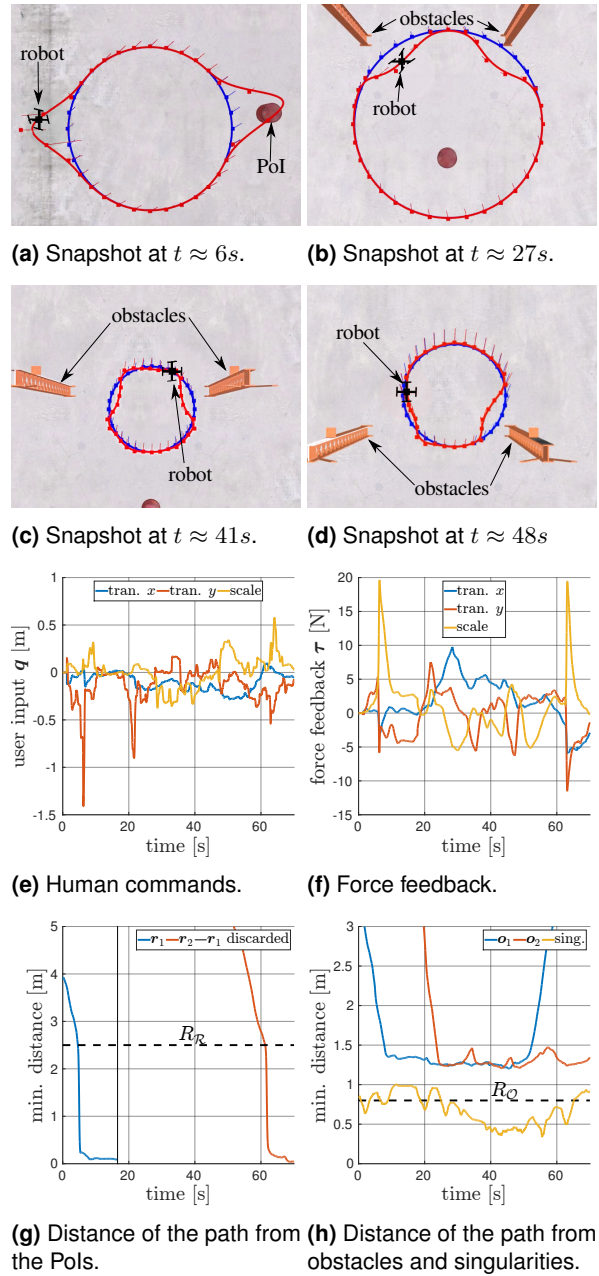 robot
PoI
(a) Snapshot at t ≈ 6s.
obstacles
robot
(b) Snapshot at t ≈ 27s.
obstacles
robot
(c) Snapshot at t ≈ 41s.
robot
obstacles
(d) Snapshot at t ≈ 48s
1
0.5
0
-0.5
-1
-1.5
user input q [m]
tran. x tran. y scale
0 20 40 60
time [s]
(e) Human commands.
20
15
10
5
0
-5
-10
-15
force feedback τ [N]
tran. x
tran. y
scale
0 20 40 60
time [s]
(f) Force feedback.
5
4
3
2
1
0
min. distance [m]
r1 r2 r1 discarded
R_R
0 20 40 60
time [s]
(g) Distance of the path from
the PoIs.
3
2.5
2
1.5
1
0.5
0
min. distance [m]
o1 o2 sing.
R_O
0 20 40 60
time [s]
(h) Distance of the path from
obstacles and singularities.